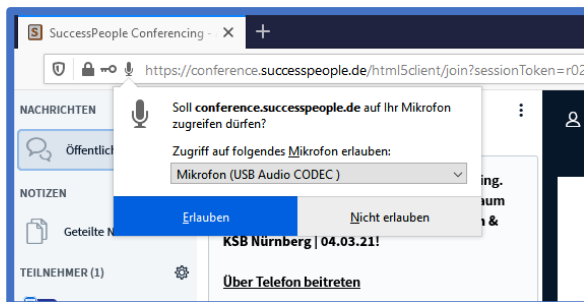 S SuccessPeople Conferencing -
https://conference.successpeople.de/html5client/join?sessionToken=r02
NACHRICHTEN
Soll conference.successpeople.de auf Ihr Mikrofon
zugreifen dürfen?
Öffentlic
Zugriff auf folgendes Mikrofon erlauben:
Mikrofon (USB Audio CODEC )
ing.
NOTIZEN
aum
Erlauben
Nicht erlauben
n &
Geteilte N
KSB Nürnberg | 04.03.21!
TEILNEHMER (1)
Über Telefon beitreten